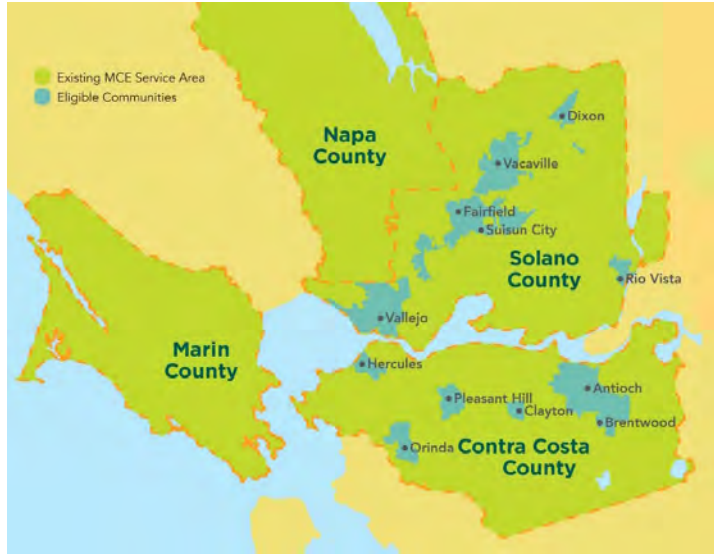 Existing MCE Service Area
Eligible Communities
Napa
County
Dixon
Vacaville
Fairfield
Suisun City
Solano
County
Rio Vista
Vallejo
Marin
County
Hercules
Antioch
Pleasant Hill
Clayton
Brentwood
Orinda
Contra Costa
County